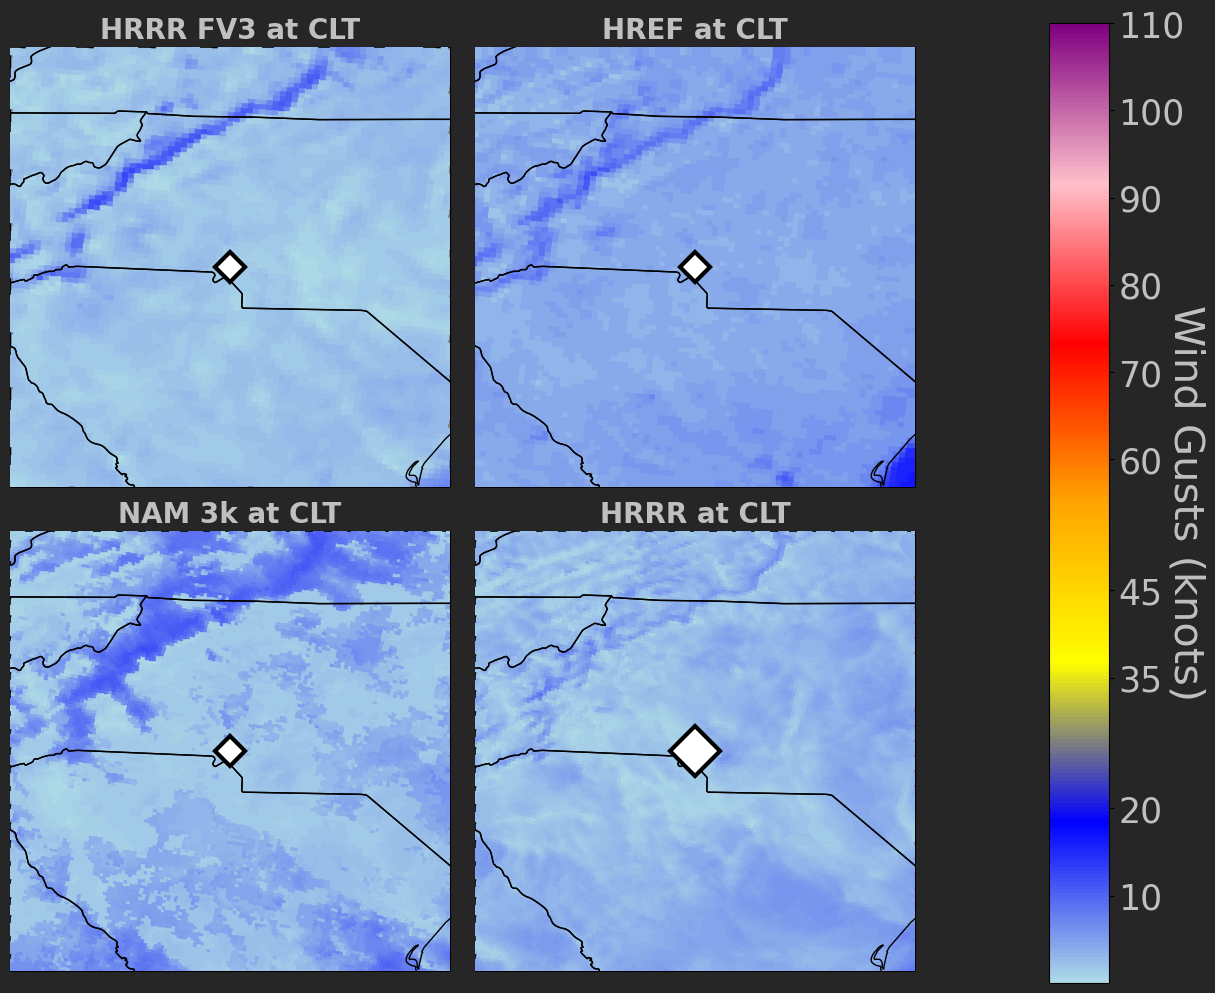 HRRR FV3 at CLT
HREF at CLT
NAM 3k at CLT
HRRR at CLT
110
100
90
80
70
60
45
35
20
10
Wind Gusts (knots)